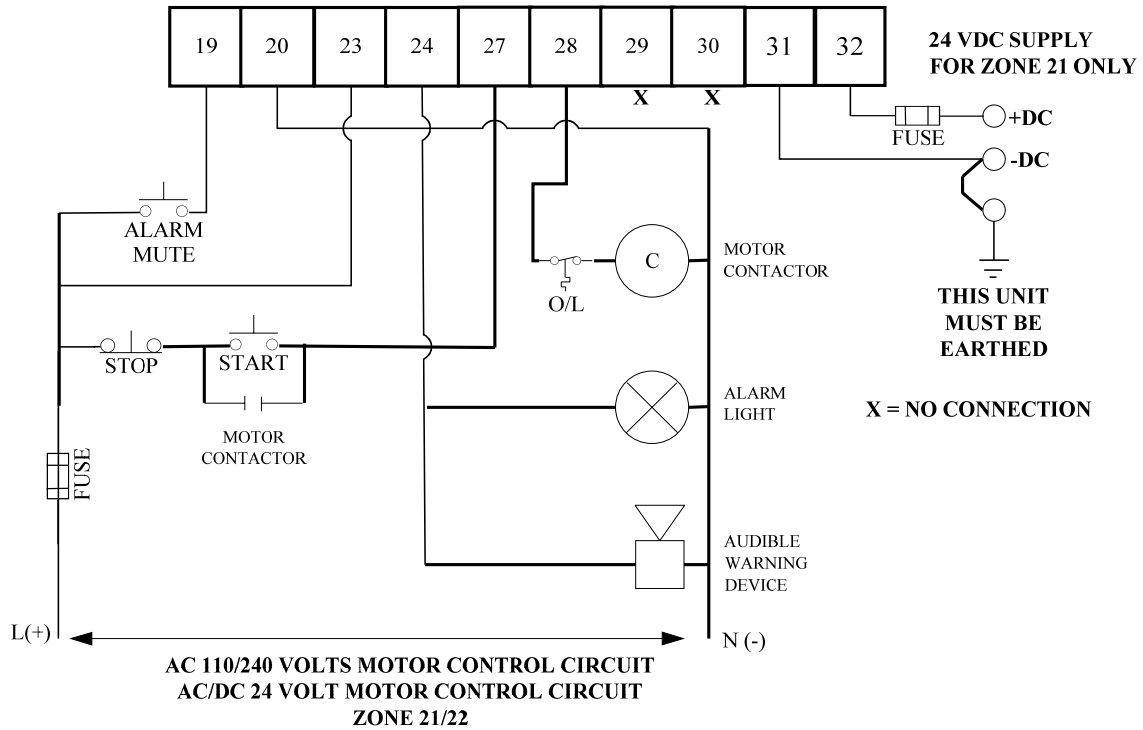 19 20 23 24 27 28 29 30 31 32
24 VDC SUPPLY
FOR ZONE 21 ONLY
X X
+DC
FUSE
-DC
ALARM
MUTE
C
MOTOR
CONTACTOR
O/L
THIS UNIT
MUST BE
EARTHED
STOP
START
ALARM
LIGHT
X = NO CONNECTION
MOTOR
CONTACTOR
FUSE
AUDIBLE
WARNING
DEVICE
L(+)
N (-)
AC 110/240 VOLTS MOTOR CONTROL CIRCUIT
AC/DC 24 VOLT MOTOR CONTROL CIRCUIT
ZONE 21/22